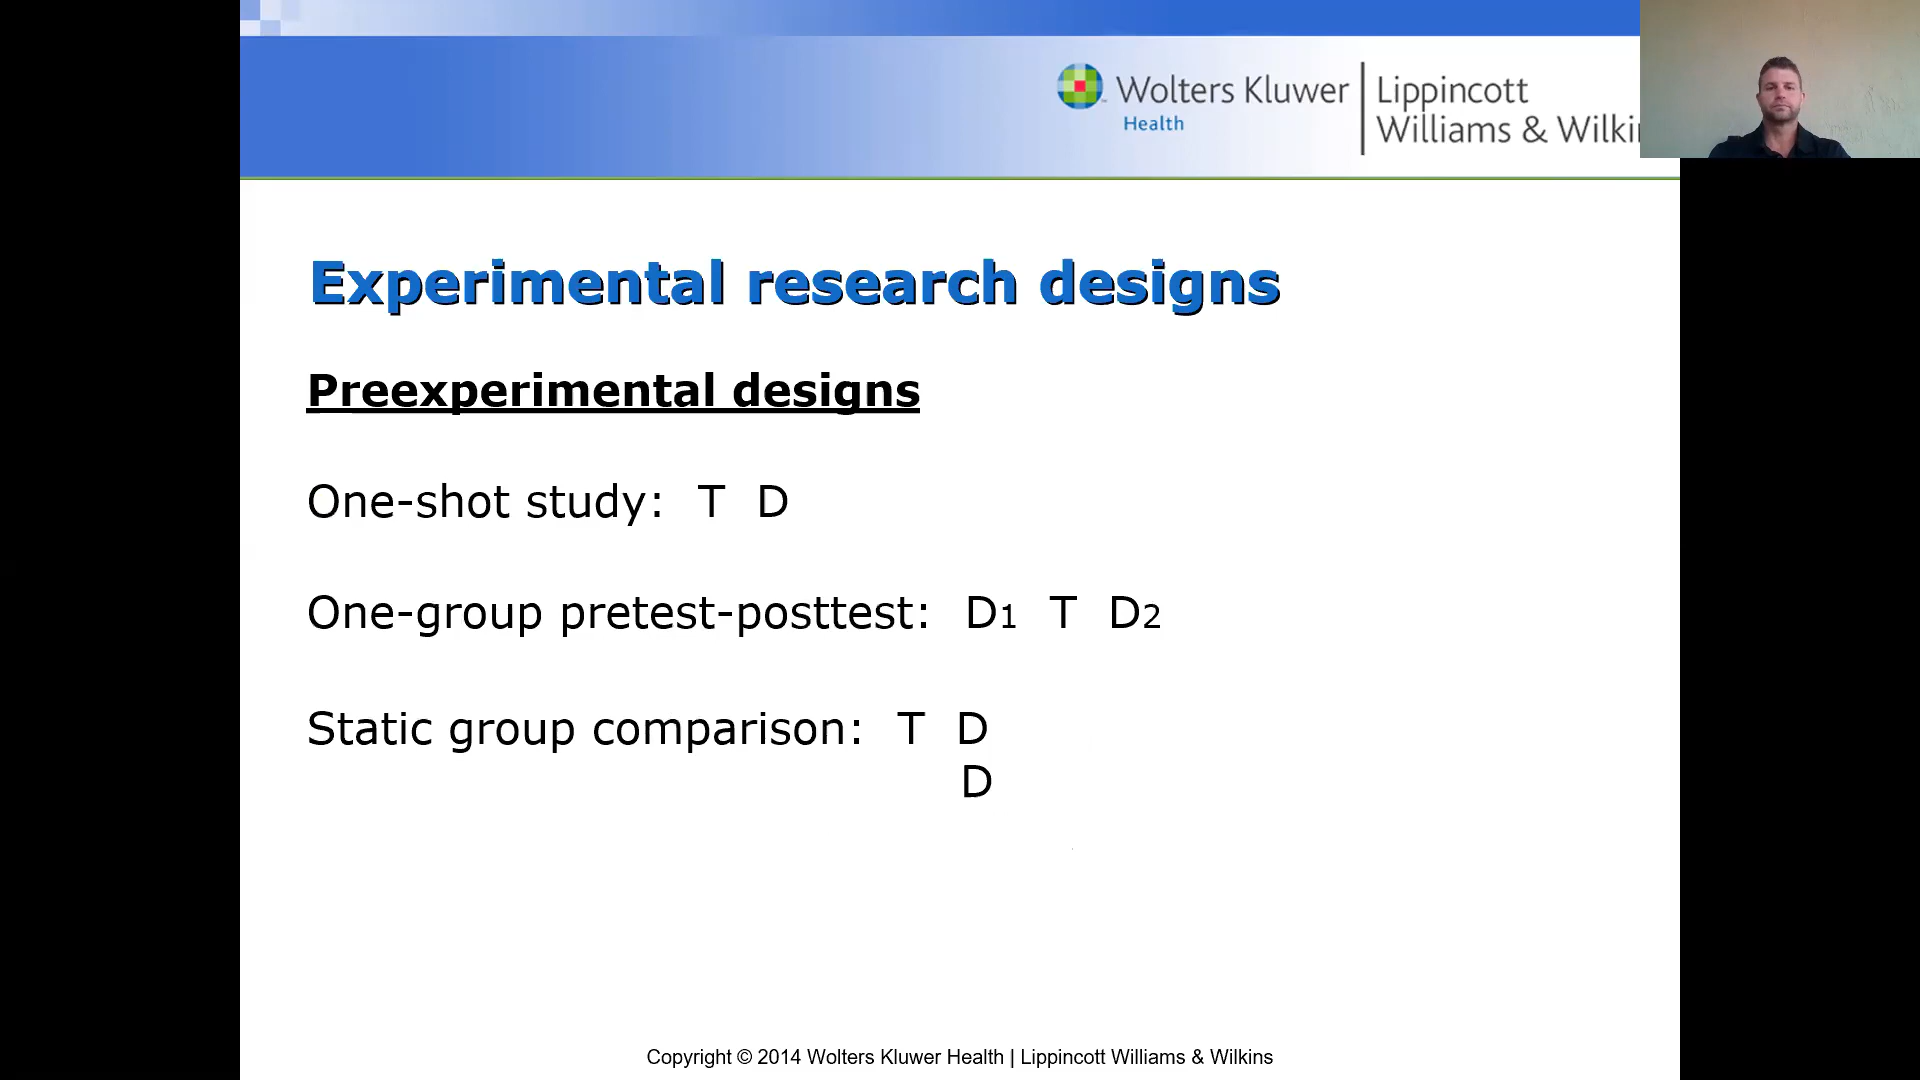 Wolters Kluwer
Health
Lippincott
Williams &
Experimental research designs
Preexperimental designs
One-shot study: T D
One-group pretest-posttest: D1 T D2
Static group comparison: T D
D
Copyright © 2014 Wolters Kluwer Health | Lippincott Williams & Wilkins